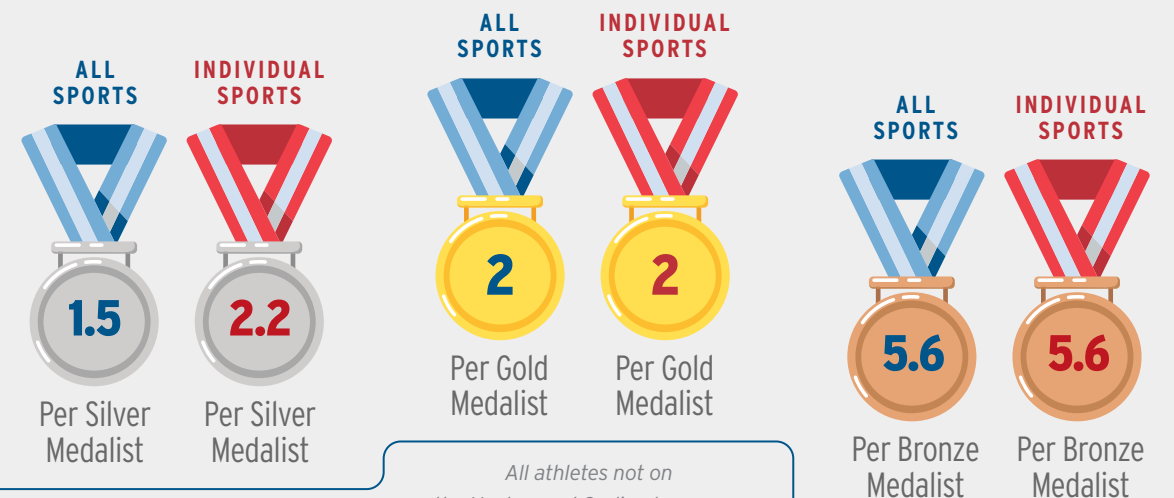 ALL
SPORTS
INDIVIDUAL
SPORTS
1.5
2.2
Per Silver
Medalist
Per Silver
Medalist
ALL
SPORTS
INDIVIDUAL
SPORTS
2
2
Per Gold
Medalist
Per Gold
Medalist
ALL
SPORTS
INDIVIDUAL
SPORTS
5.6
5.6
Per Bronze
Medalist
Per Bronze
Medalist
All athletes not on